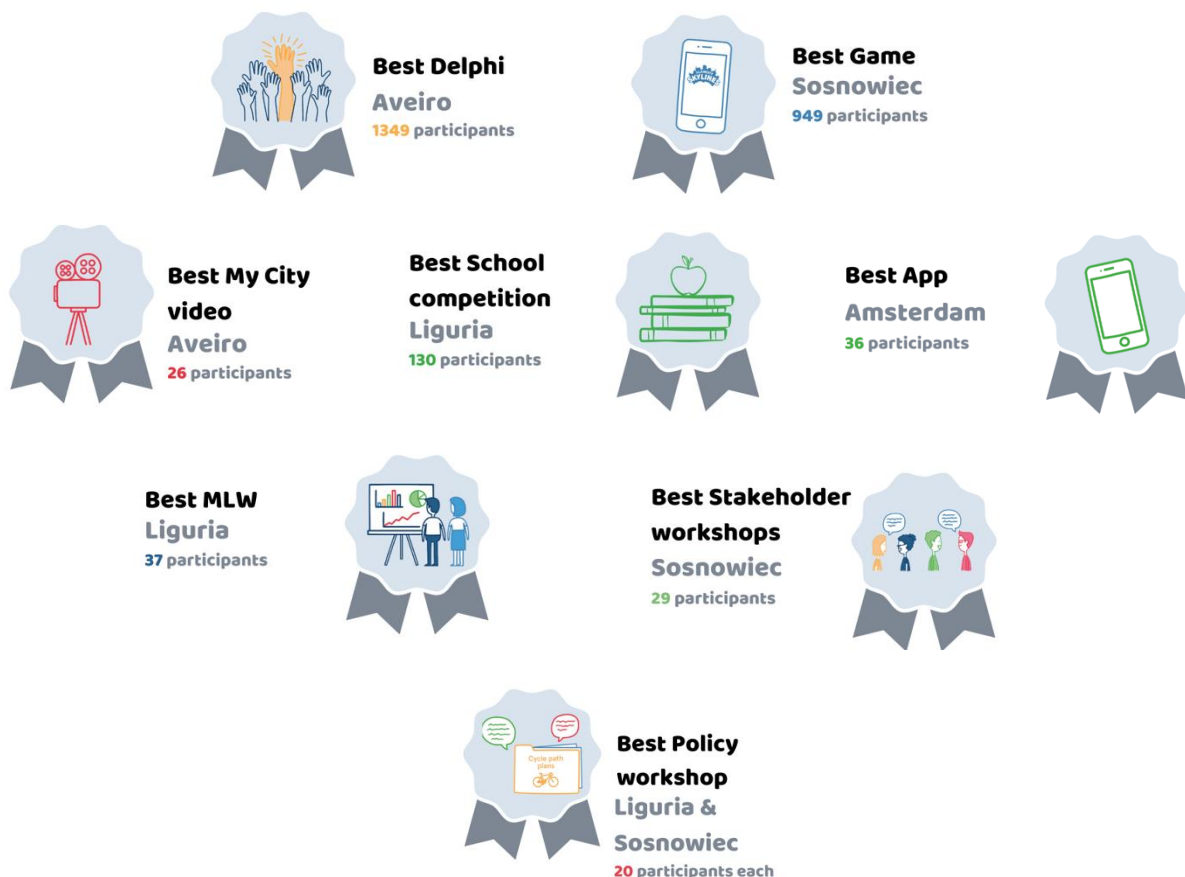 Best Delphi
Aveiro
1349 participants
SKYLINE
Best Game
Sosnowiec
949 participants
Best My City
video
Aveiro
26 participants
Best School
competition
Liguria
130 participants
Best App
Amsterdam
36 participants
Best MLW
Liguria
37 participants
Best Stakeholder
workshops
Sosnowiec
29 participants
Cycle path
plans
Best Policy
workshop
Liguria &
Sosnowiec
20 participants each